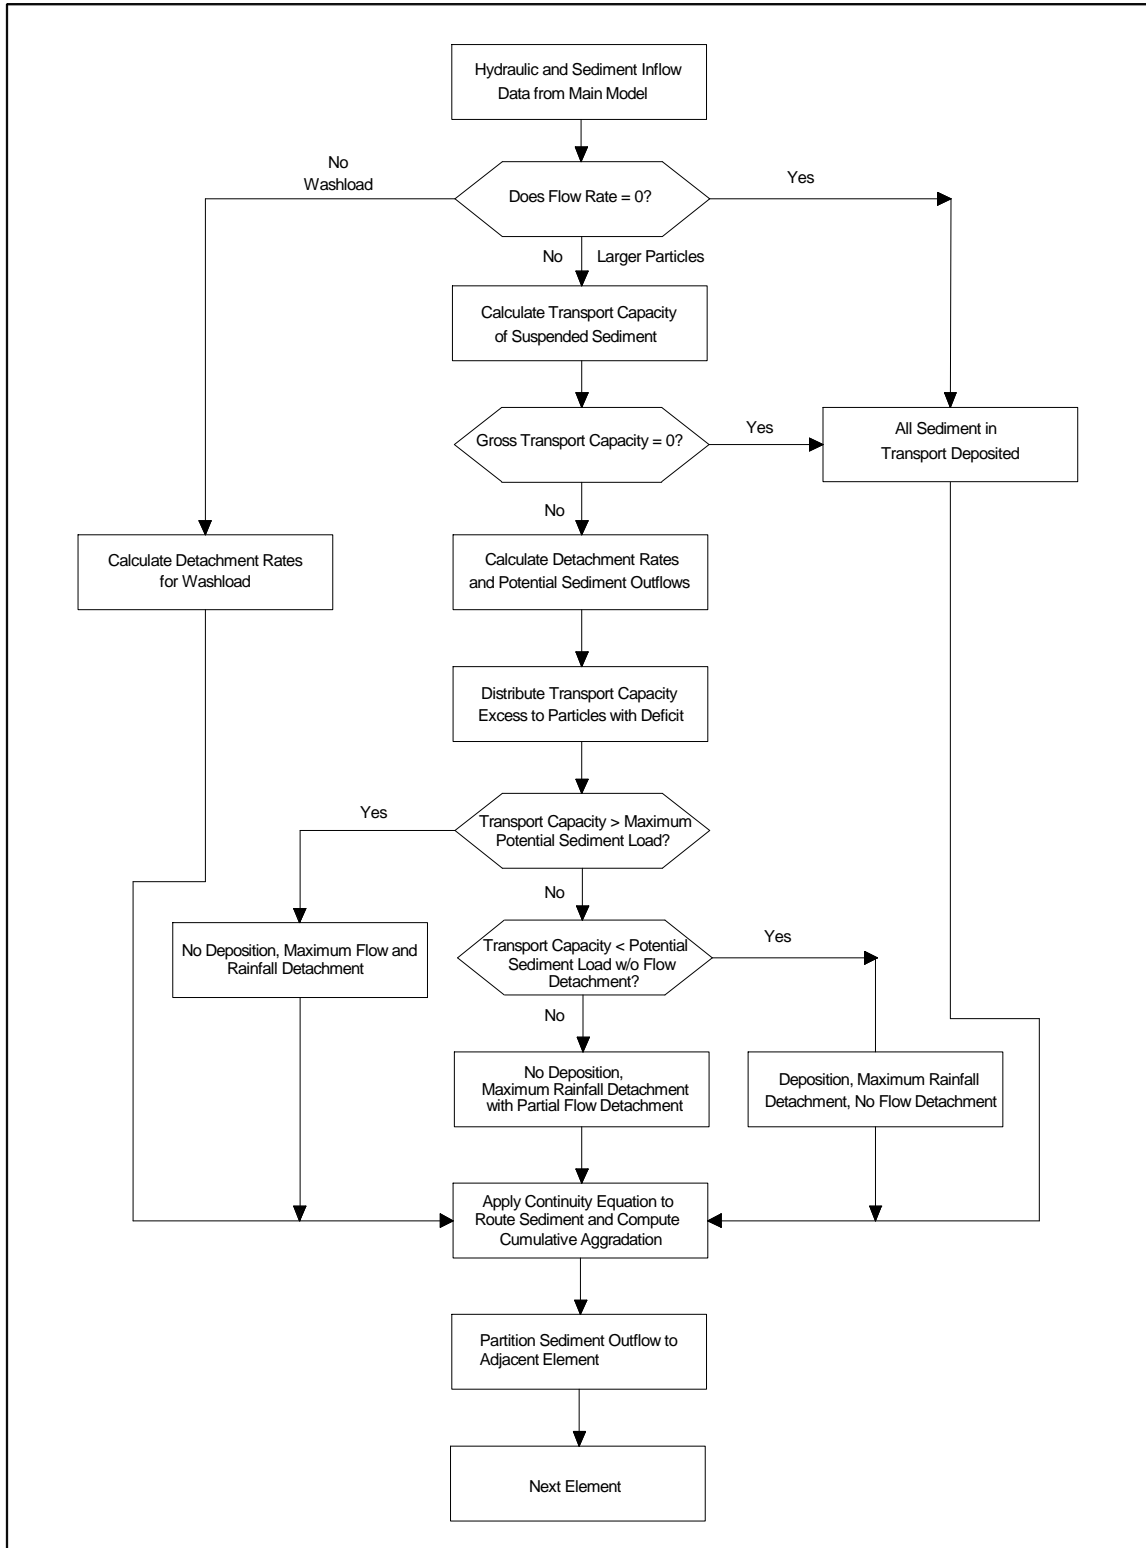 Hydraulic and Sediment Inflow
Data from Main Model
No
Washload
Does Flow Rate = 0?
Yes
No
Larger Particles
Calculate Transport Capacity
of Suspended Sediment
Gross Transport Capacity = 0?
Yes
All Sediment in
Transport Deposited
No
Calculate Detachment Rates
for Washload
Calculate Detachment Rates
and Potential Sediment Outflows
Distribute Transport Capacity
Excess to Particles with Deficit
Yes
Transport Capacity > Maximum
Potential Sediment Load?
No
No Deposition, Maximum Flow and
Rainfall Detachment
Transport Capacity < Potential
Sediment Load w/o Flow
Detachment?
Yes
No
No Deposition,
Maximum Rainfall Detachment
with Partial Flow Detachment
Deposition, Maximum Rainfall
Detachment, No Flow Detachment
Apply Continuity Equation to
Route Sediment and Compute
Cumulative Aggradation
Partition Sediment Outflow to
Adjacent Element
Next Element